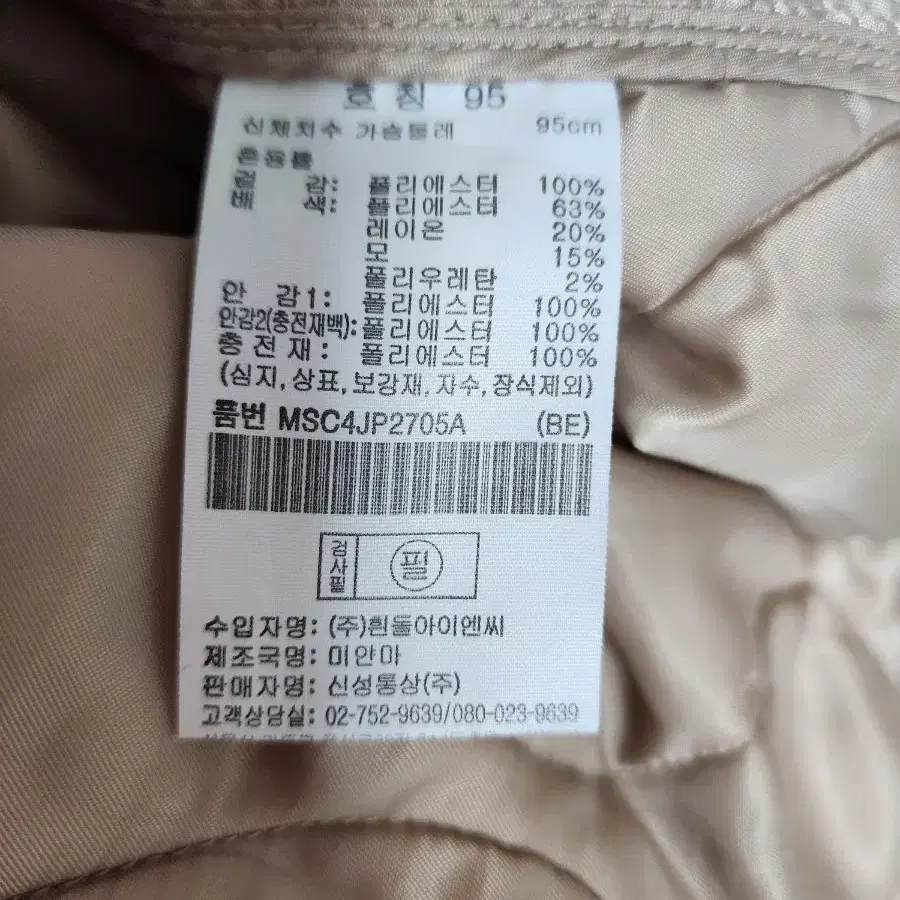 호 칭 95
신체치수 가슴둘레 95cm
혼용률
겉 감: 폴리에스터 100%
배 색: 폴리에스터 63%
레이온 20%
모 15%
폴리우레탄 2%
안 감1: 폴리에스터 100%
안감2(충전재백): 폴리에스터 100%
충 전 재: 폴리에스터 100%
(심지, 상표, 보강재, 자수, 장식제외)
품번 MSC4JP2705A (BE)
검사필 필
수입자명: (주)흰돌아이엔씨
제조국명: 미얀마
판매자명: 신성통상(주)
고객상담실: 02-752-9639/080-023-9639